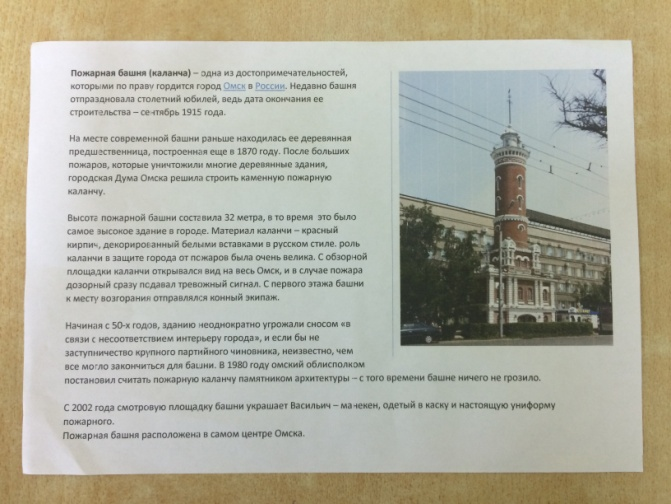 Пожарная башня (каланча) – одна из достопримечательностей,
которыми по праву гордится город Омск в России. Недавно башня
отпраздновала столетний юбилей, ведь дата окончания ее
строительства – сентябрь 1915 года.
На месте современной башни раньше находилась ее деревянная
предшественница, построенная еще в 1870 году. После больших
пожаров, которые уничтожили многие деревянные здания,
городская Дума Омска решила строить каменную пожарную
каланчу.
Высота пожарной башни составила 32 метра, в то время это было
самое высокое здание в городе. Материал каланчи – красный
кирпич, декорированный белыми вставками в русском стиле. роль
каланчи в защите города от пожаров была очень велика. С обзорной
площадки каланчи открывался вид на весь Омск, и в случае пожара
дозорный сразу подавал тревожный сигнал. С первого этажа башни
к месту возгорания отправлялся конный экипаж.
Начиная с 50-х годов, зданию неоднократно угрожали сносом «в
связи с несоответствием интерьеру города», и если бы не
заступничество крупного партийного чиновника, неизвестно, чем
все могло закончиться для башни. В 1980 году омский облисполком
постановил считать пожарную каланчу памятником архитектуры – с того времени башне ничего не грозило.
С 2002 года смотровую площадку башни украшает Васильич – манекен, одетый в каску и настоящую униформу
пожарного.
Пожарная башня расположена в самом центре Омска.